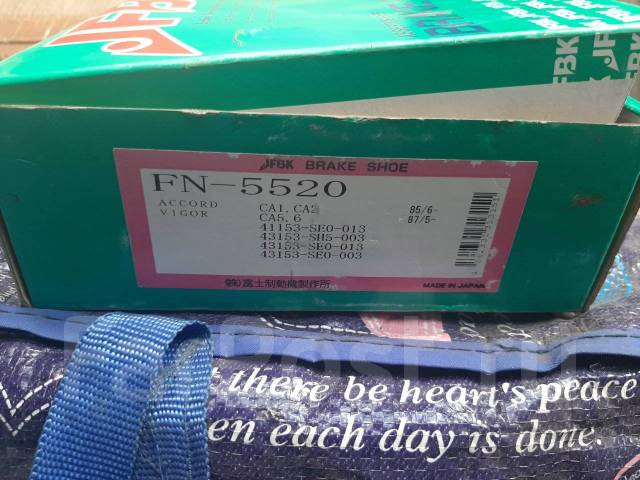 JFBK
JFBK
JFBK BRAKE SHOE
FN-5520
ACCORD CA1. CA2 85/6-
VIGOR CA5. 6 87/5-
41153-SE0-013
43153-SH5-003
43153-SE0-013
43153-SE0-003
㈱富士制動機製作所
MADE IN JAPAN
there be heart's peace
en each day is done.